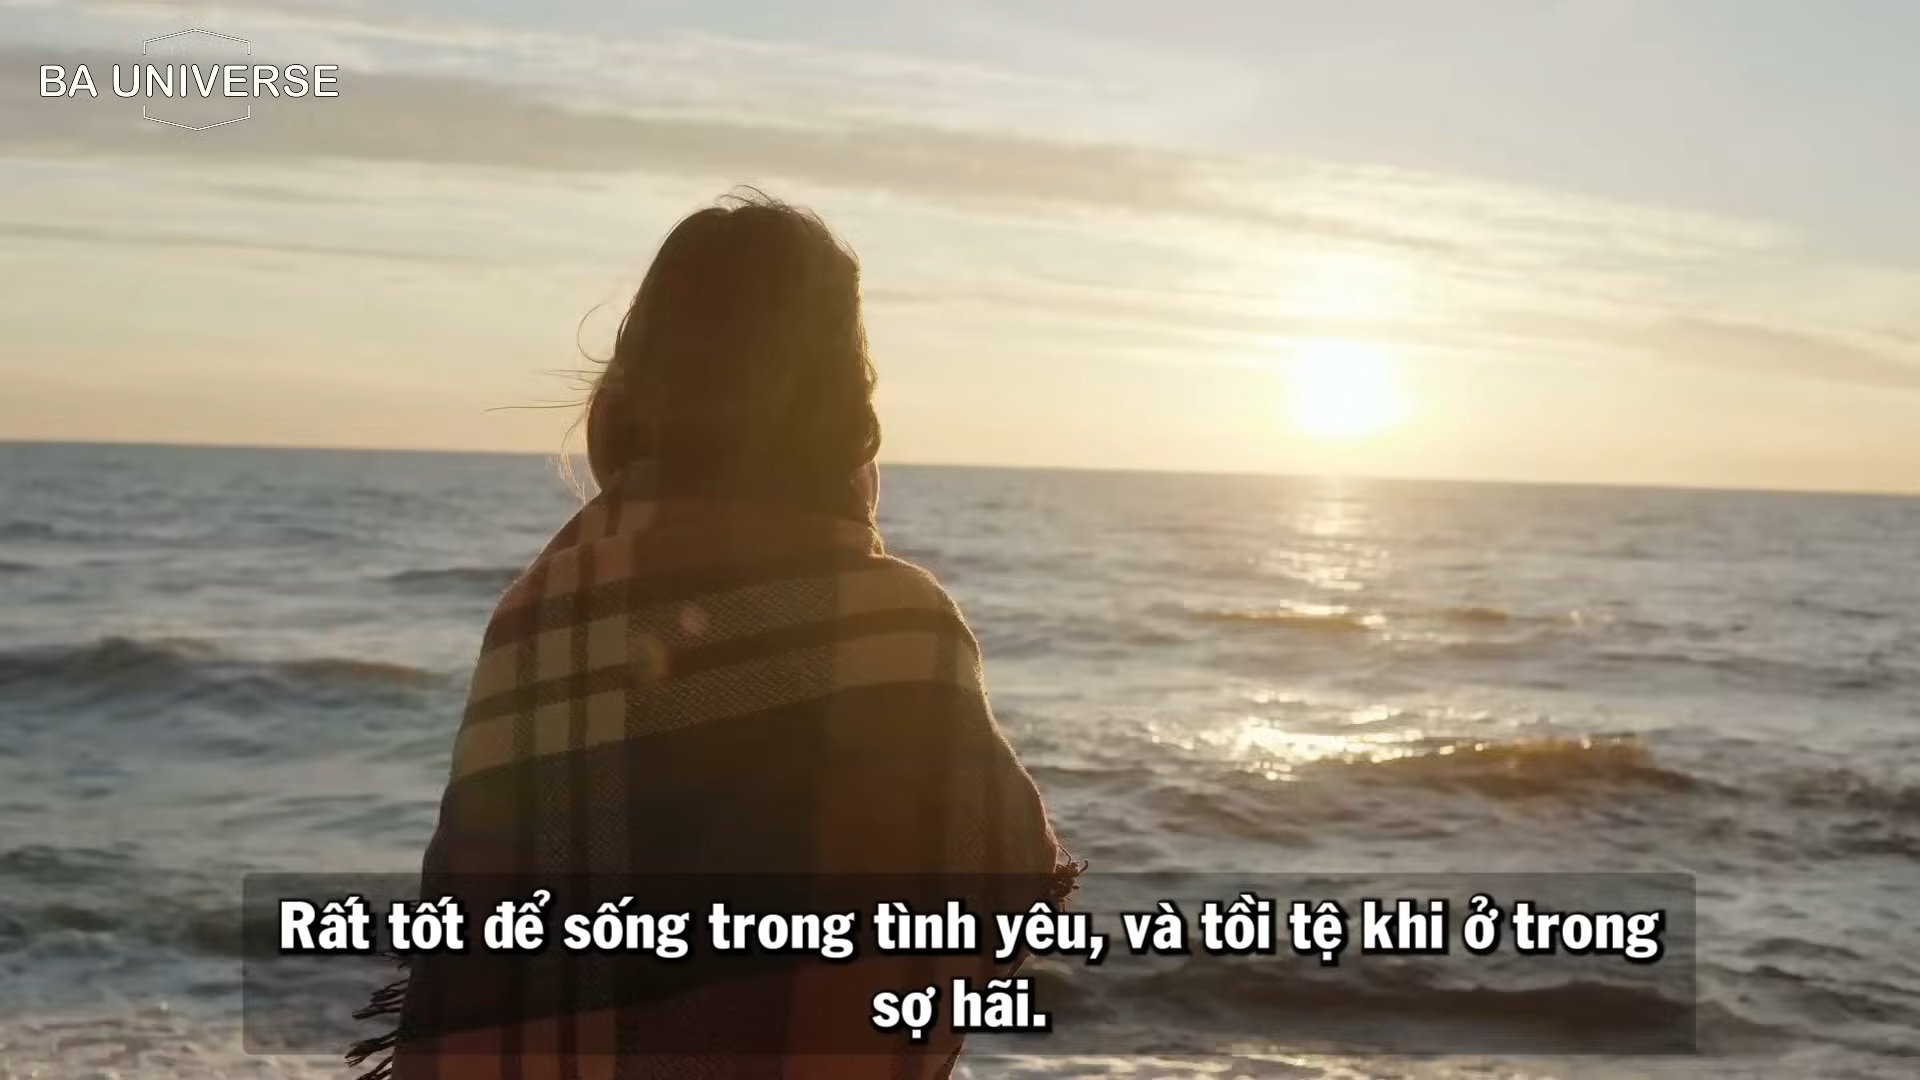 BA UNIVERSE
Rất tốt để sống trong tình yêu, và tồi tệ khi ở trong
sợ hãi.